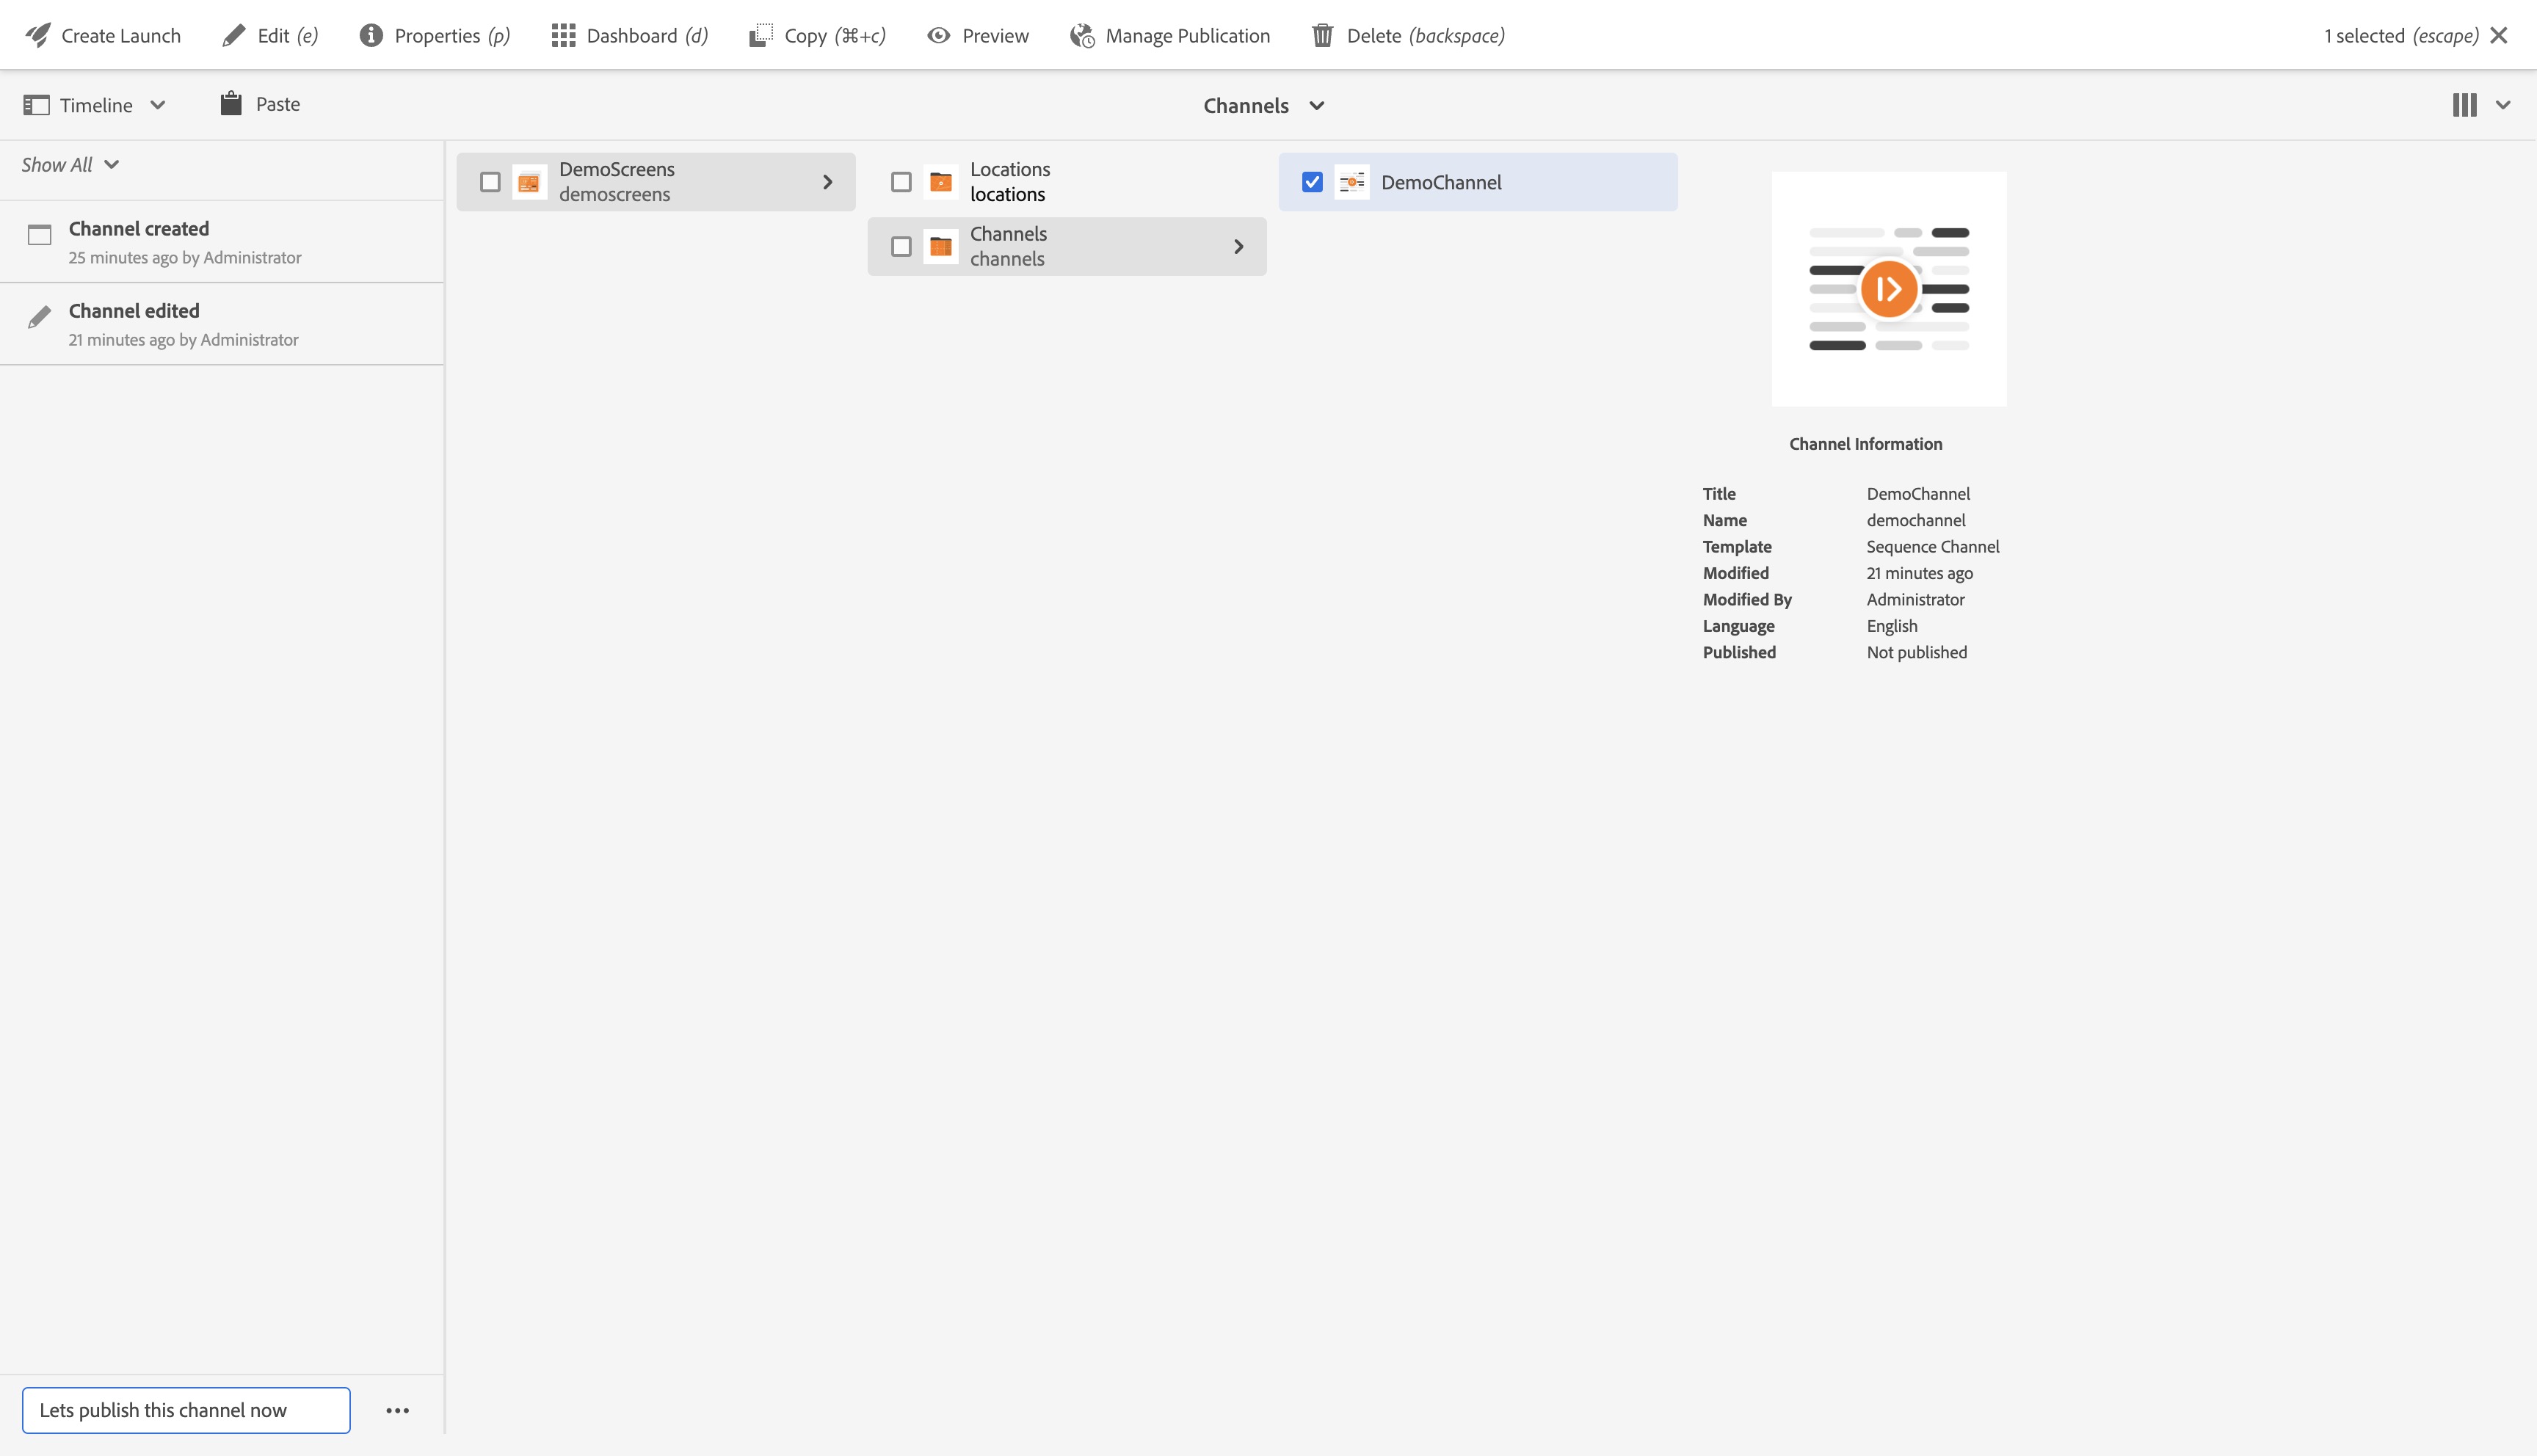 Create Launch Edit (e) Properties (p) Dashboard (d) Copy (⌘+c) Preview Manage Publication Delete (backspace) 1 selected (escape)
Timeline Paste Channels
Show All
Channel created
25 minutes ago by Administrator
Channel edited
21 minutes ago by Administrator
DemoScreens
demoscreens
Locations
locations
Channels
channels
DemoChannel
Channel Information
Title DemoChannel
Name demochannel
Template Sequence Channel
Modified 21 minutes ago
Modified By Administrator
Language English
Published Not published
Lets publish this channel now